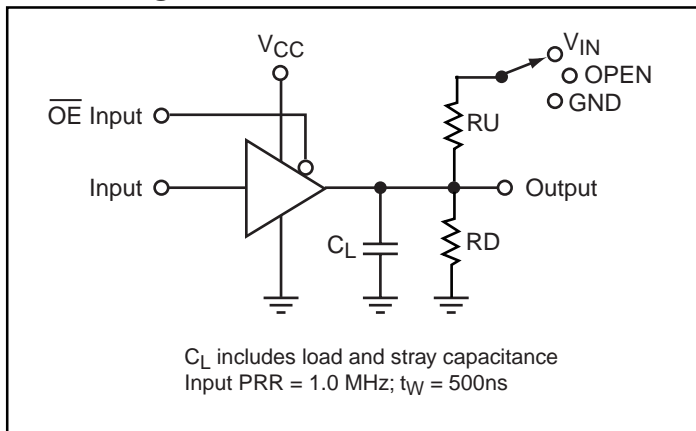 VCC
VIN
OPEN
GND
OE Input
RU
Input
Output
CL
RD
CL includes load and stray capacitance
Input PRR = 1.0 MHz; tW = 500ns